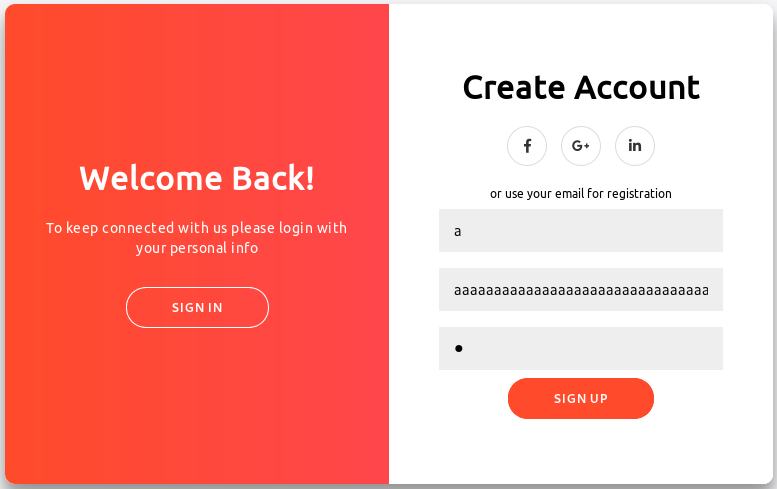 Welcome Back!
To keep connected with us please login with
your personal info
SIGN IN
Create Account
f
G+
in
or use your email for registration
a
aaaaaaaaaaaaaaaaaaaaaaaaaaaaaaaa
SIGN UP